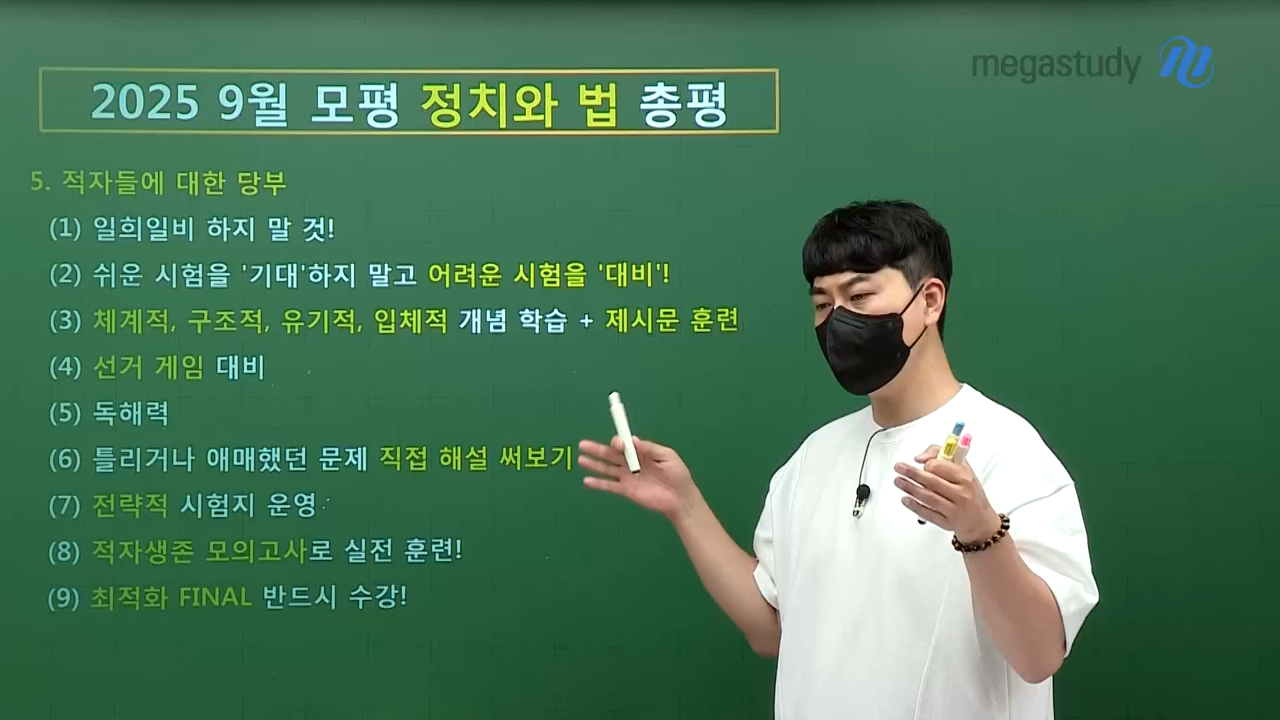 megastudy
2025 9월 모평 정치와 법 총평
5. 적자들에 대한 당부
(1) 일희일비 하지 말 것!
(2) 쉬운 시험을 '기대'하지 말고 어려운 시험을 '대비'!
(3) 체계적, 구조적, 유기적, 입체적 개념 학습 + 제시문 훈련
(4) 선거 게임 대비
(5) 독해력
(6) 틀리거나 애매했던 문제 직접 해설 써보기
(7) 전략적 시험지 운영
(8) 적자생존 모의고사로 실전 훈련!
(9) 최적화 FINAL 반드시 수강!